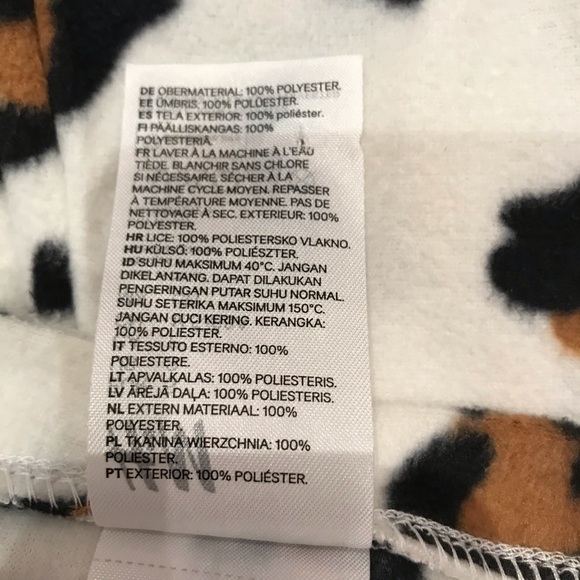 DE OBERMATERIAL: 100% POLYESTER.
EE ÜMBRIS: 100% POLÜESTER.
ES TELA EXTERIOR: 100% poliéster.
FI PÄÄLLISKANGAS: 100%
POLYESTERIÄ.
FR LAVER À LA MACHINE À L'EAU
TIÈDE. BLANCHIR SANS CHLORE
SI NÉCESSAIRE. SÉCHER À LA
MACHINE CYCLE MOYEN. REPASSER
À TEMPÉRATURE MOYENNE. PAS DE
NETTOYAGE À SEC. EXTERIEUR: 100%
POLYESTER.
HR LICE: 100% POLIESTERSKO VLAKNO.
HU KÜLSŐ: 100% POLIÉSZTER.
ID SUHU MAKSIMUM 40°C. JANGAN
DIKELANTANG. DAPAT DILAKUKAN
PENGERINGAN PUTAR SUHU NORMAL.
SUHU SETERIKA MAKSIMUM 150°C.
JANGAN CUCI KERING. KERANGKA:
100% POLIESTER.
IT TESSUTO ESTERNO: 100%
POLIESTERE.
LT APVALKALAS: 100% POLIESTERIS.
LV ĀRĒJĀ DAĻA: 100% POLIESTERIS.
NL EXTERN MATERIAAL: 100%
POLYESTER.
PL TKANINA WIERZCHNIA: 100%
POLIESTER.
PT EXTERIOR: 100% POLIÉSTER.